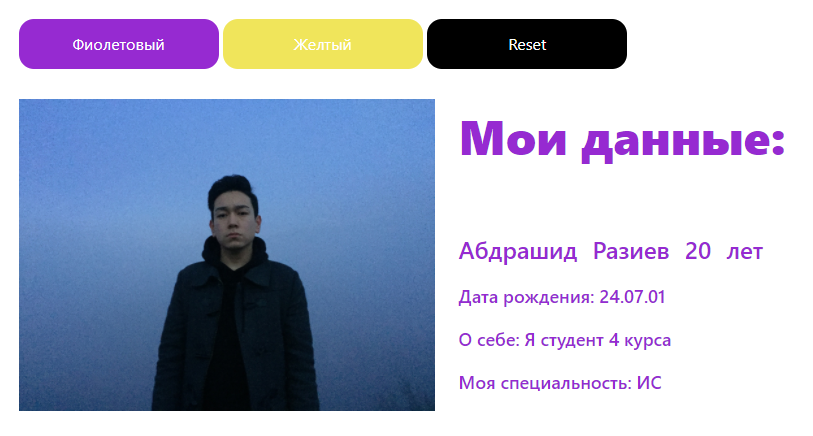 Фиолетовый
Желтый
Reset
Мои данные:
Абдрашид Разиев 20 лет
Дата рождения: 24.07.01
О себе: Я студент 4 курса
Моя специальность: ИС